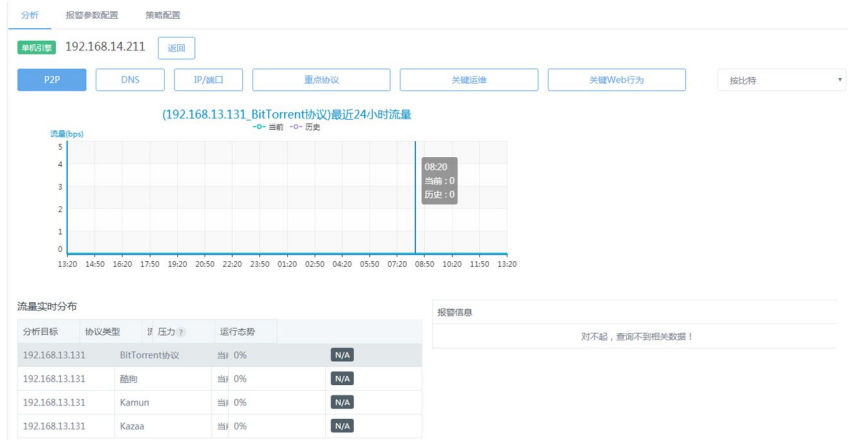 分析 报警参数配置 策略配置
单机引擎 192.168.14.211 返回
P2P DNS IP/端口 重点协议 关键运维 关键Web行为 按比特
(192.168.13.131_BitTorrent协议)最近24小时流量
当前 历史
流量(bps)
5
4
3
2
1
0
08:20
当前 : 0
历史 : 0
13:20 14:50 16:20 17:50 19:20 20:50 22:20 23:50 01:20 02:50 04:20 05:50 07:20 08:50 10:20 11:50 13:20
流量实时分布
分析目标 协议类型 压力 ? 运行态势
192.168.13.131 BitTorrent协议 当 0% N/A
192.168.13.131 酷狗 当 0% N/A
192.168.13.131 Kamun 当 0% N/A
192.168.13.131 Kazaa 当 0% N/A
报警信息
对不起，查询不到相关数据！